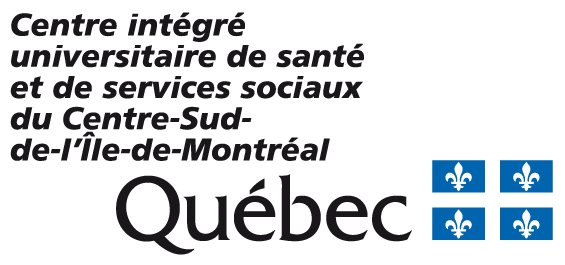 Centre intégré
universitaire de santé
et de services sociaux
du Centre-Sud-
de-l'Île-de-Montréal
Québec